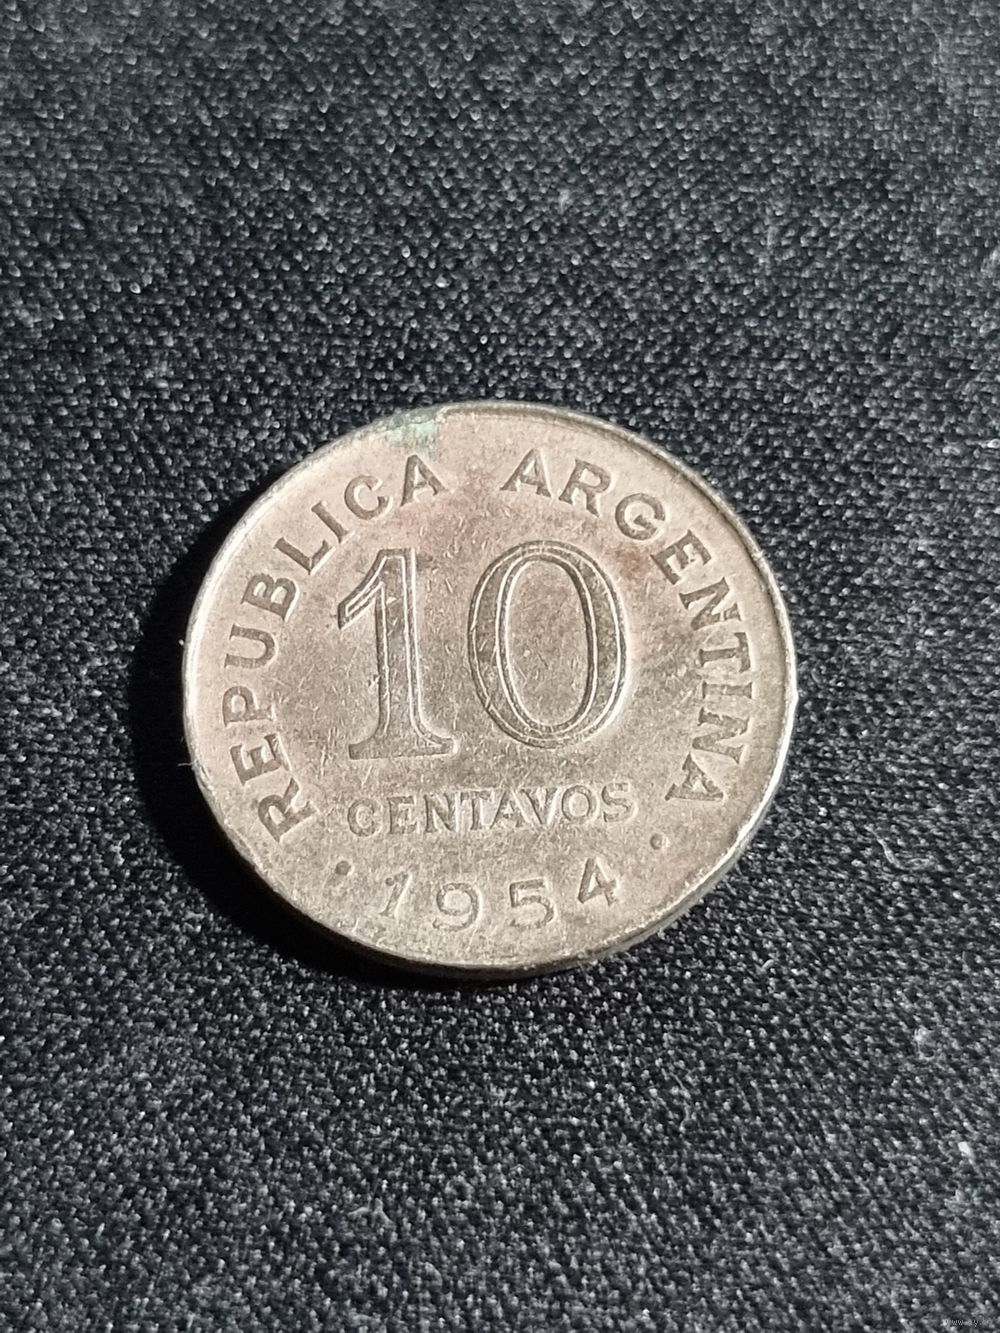 REPUBLICA ARGENTINA
10
CENTAVOS
• 1954 •